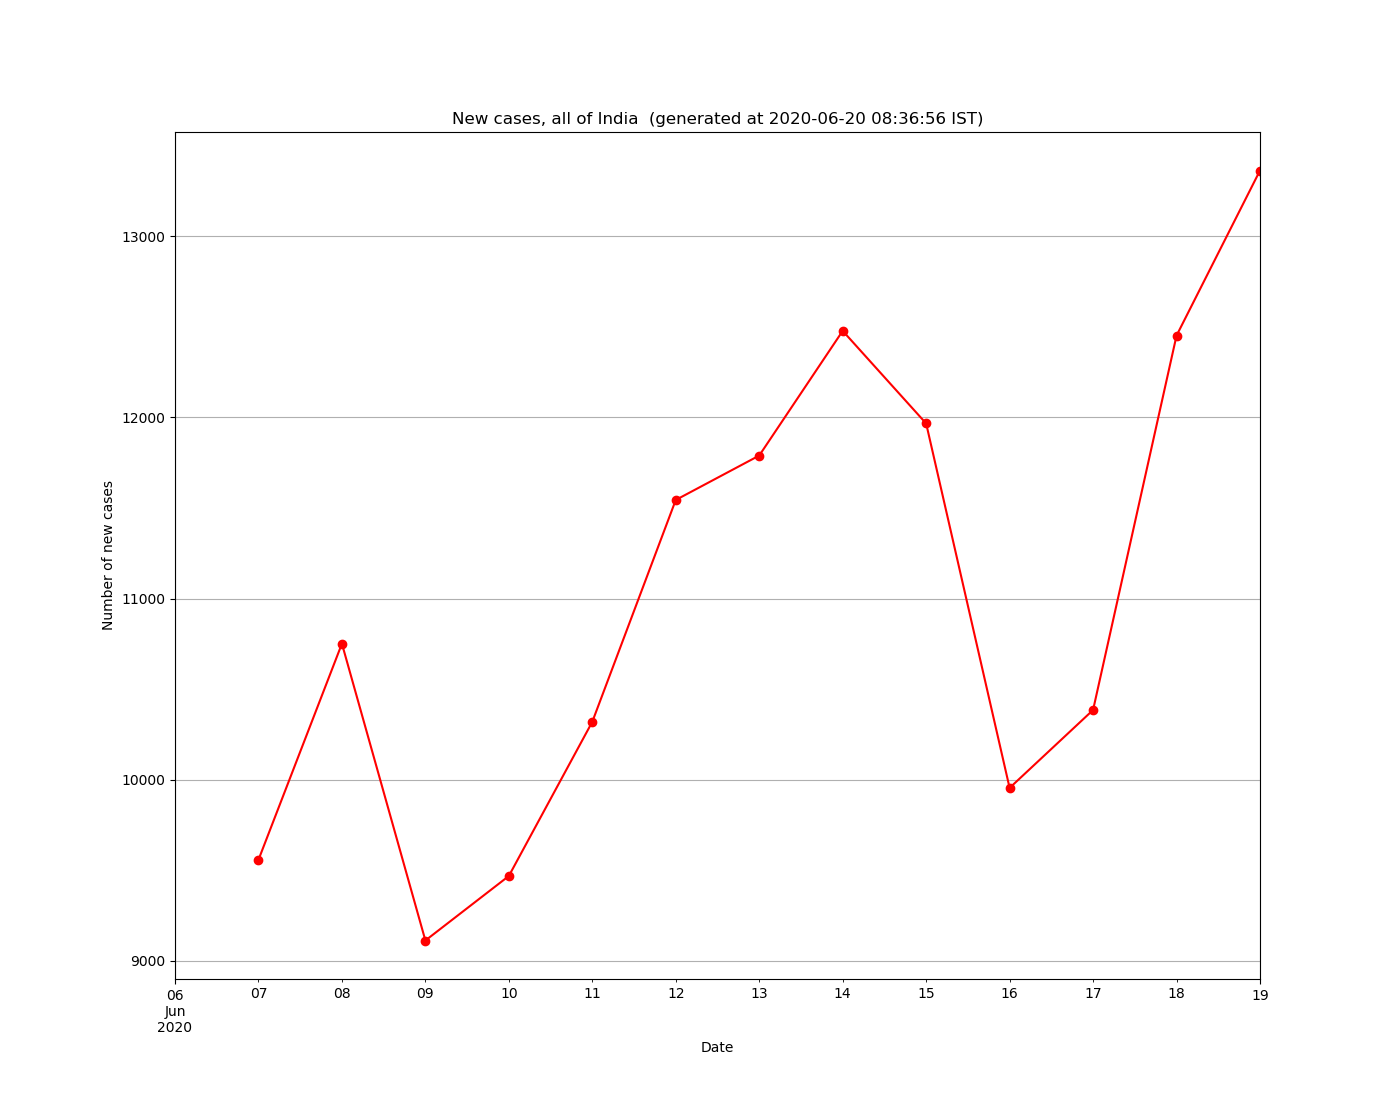 New cases, all of India  (generated at 2020-06-20 08:36:56 IST)
13000
12000
11000
10000
9000
Number of new cases
06 07 08 09 10 11 12 13 14 15 16 17 18 19
Jun
2020
Date